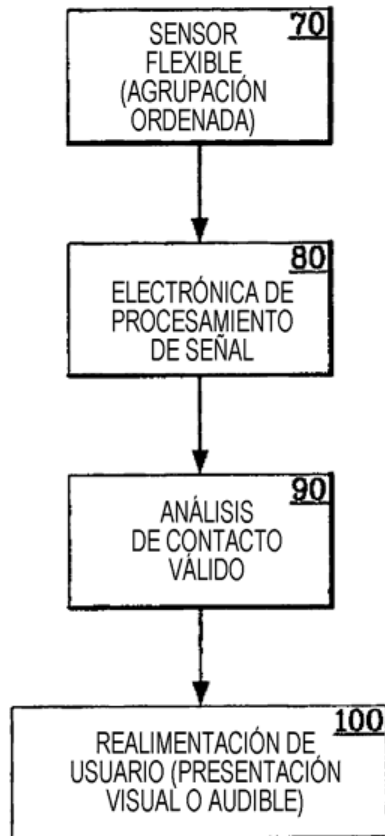 70
SENSOR
FLEXIBLE
(AGRUPACIÓN
ORDENADA)
80
ELECTRÓNICA DE
PROCESAMIENTO
DE SEÑAL
90
ANÁLISIS
DE CONTACTO
VÁLIDO
100
REALIMENTACIÓN DE
USUARIO (PRESENTACIÓN
VISUAL O AUDIBLE)